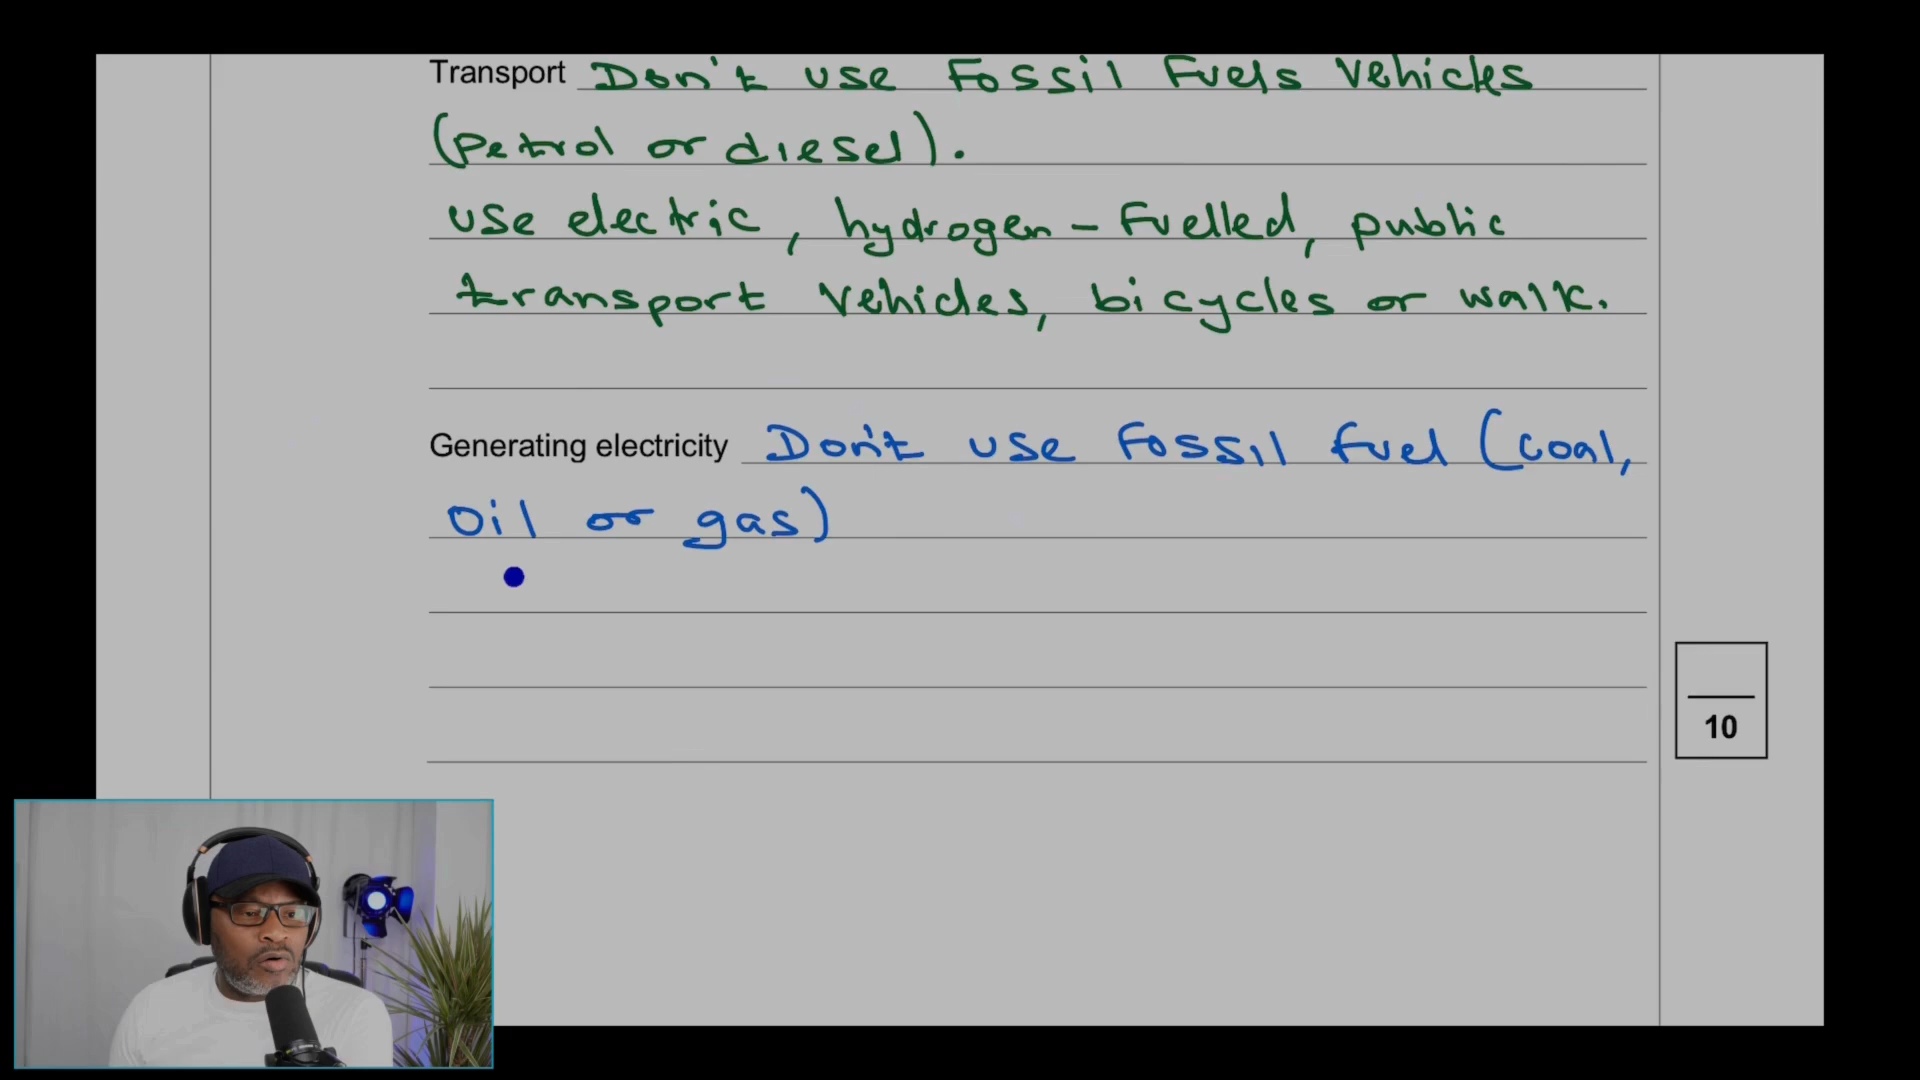 Transport Don't use Fossil Fuels Vehicles
(Petrol or diesel).
use electric, hydrogen-Fuelled, public
transport vehicles, bicycles or walk.
Generating electricity Don't use Fossil fuel (coal,
oil or gas)
10